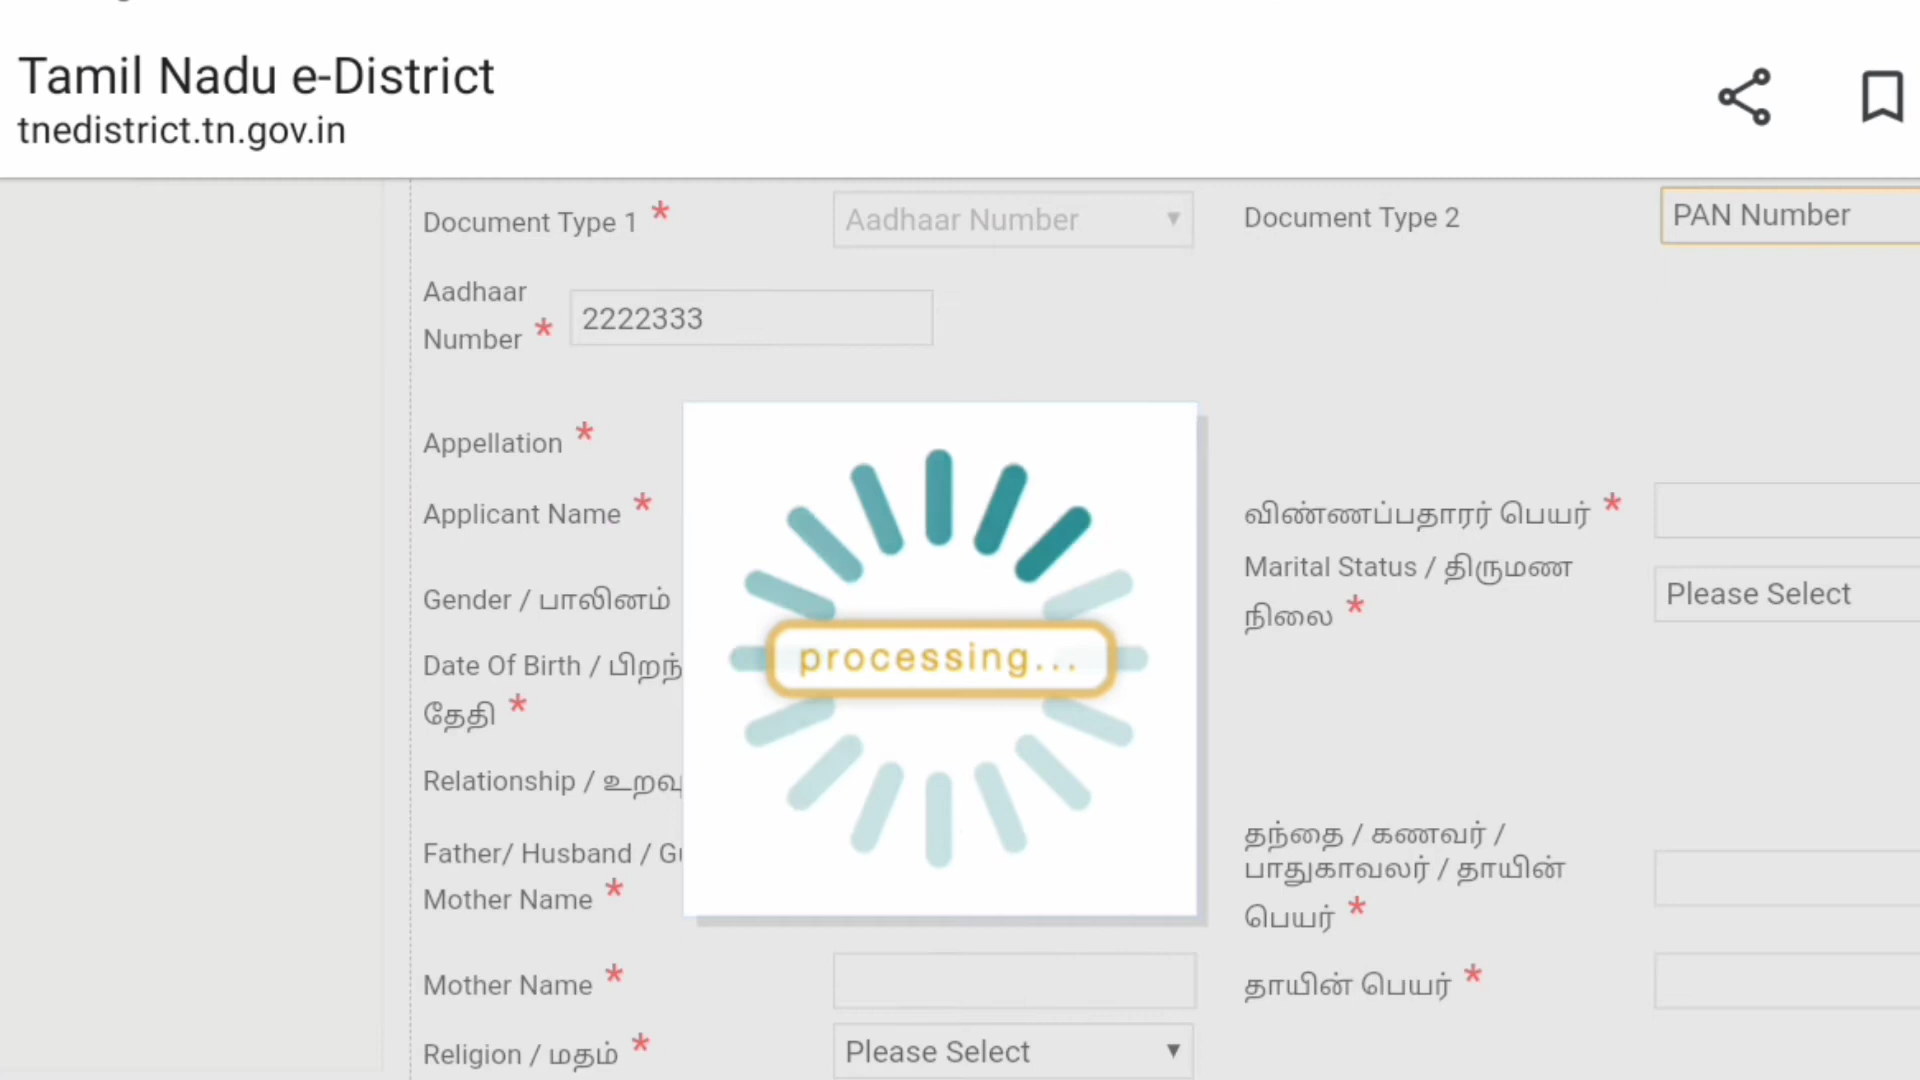 Tamil Nadu e-District
tnedistrict.tn.gov.in
Document Type 1 *
Aadhaar Number
Document Type 2
PAN Number
Aadhaar
Number *
2222333
Appellation *
Applicant Name *
விண்ணப்பதாரர் பெயர் *
Gender / பாலினம்
Marital Status / திருமண
நிலை *
Please Select
Date Of Birth / பிறந்
தேதி *
processing...
Relationship / உறவு
Father/ Husband / Gu
Mother Name *
தந்தை / கணவர் /
பாதுகாவலர் / தாயின்
பெயர் *
Mother Name *
தாயின் பெயர் *
Religion / மதம் *
Please Select